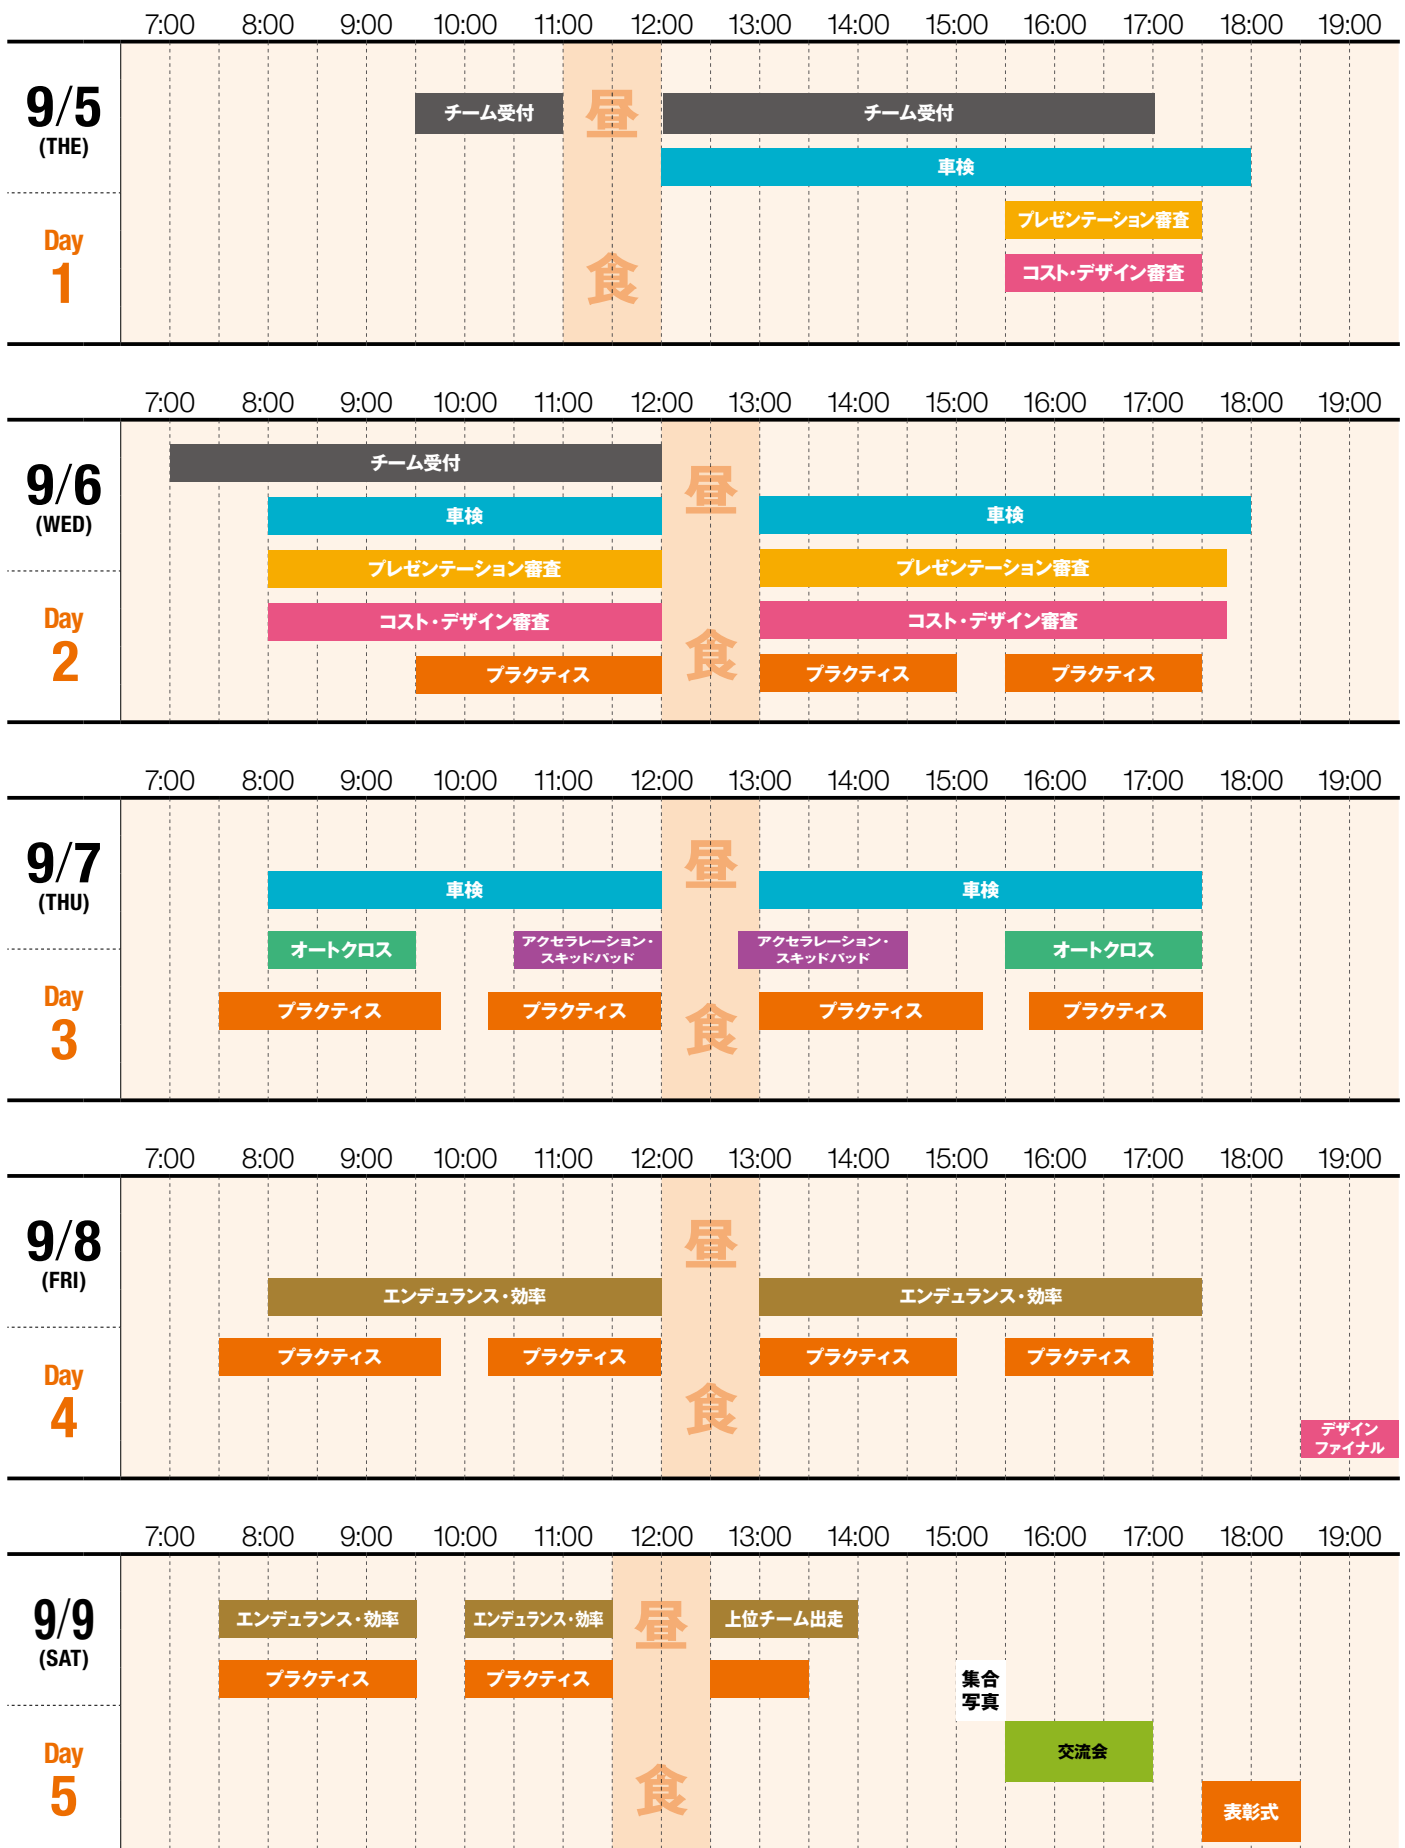 7:00 8:00 9:00 10:00 11:00 12:00 13:00 14:00 15:00 16:00 17:00 18:00 19:00
9/5
(THE)
Day
1
チーム受付
昼
食
チーム受付
車検
プレゼンテーション審査
コスト・デザイン審査
7:00 8:00 9:00 10:00 11:00 12:00 13:00 14:00 15:00 16:00 17:00 18:00 19:00
9/6
(WED)
Day
2
チーム受付
昼
食
車検
車検
プレゼンテーション審査
プレゼンテーション審査
コスト・デザイン審査
コスト・デザイン審査
プラクティス
プラクティス
プラクティス
7:00 8:00 9:00 10:00 11:00 12:00 13:00 14:00 15:00 16:00 17:00 18:00 19:00
9/7
(THU)
Day
3
昼
食
車検
車検
オートクロス
アクセラレーション・
スキッドパッド
アクセラレーション・
スキッドパッド
オートクロス
プラクティス
プラクティス
プラクティス
プラクティス
7:00 8:00 9:00 10:00 11:00 12:00 13:00 14:00 15:00 16:00 17:00 18:00 19:00
9/8
(FRI)
Day
4
昼
食
エンデュランス・効率
エンデュランス・効率
プラクティス
プラクティス
プラクティス
プラクティス
デザイン
ファイナル
7:00 8:00 9:00 10:00 11:00 12:00 13:00 14:00 15:00 16:00 17:00 18:00 19:00
9/9
(SAT)
Day
5
エンデュランス・効率
エンデュランス・効率
昼
食
上位チーム出走
プラクティス
プラクティス
集合
写真
交流会
表彰式